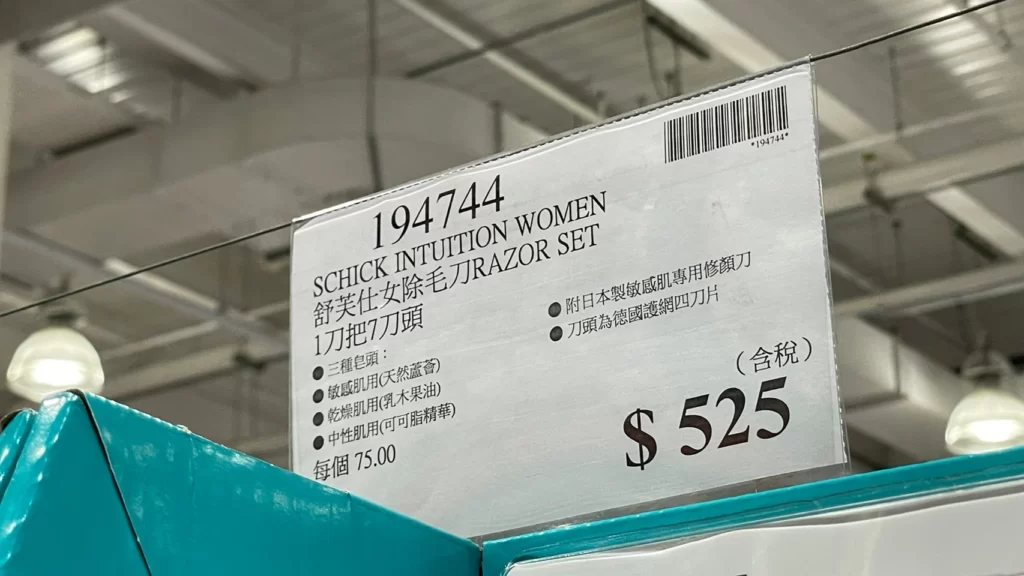 *194744*
194744
SCHICK INTUITION WOMEN
舒芙仕女除毛刀RAZOR SET
1刀把7刀頭
●三種皂頭：
●敏感肌用(天然蘆薈)
●乾燥肌用(乳木果油)
●中性肌用(可可脂精華)
每個 75.00
●附日本製敏感肌專用修顏刀
●刀頭為德國護網四刀片
（含稅）
$ 525